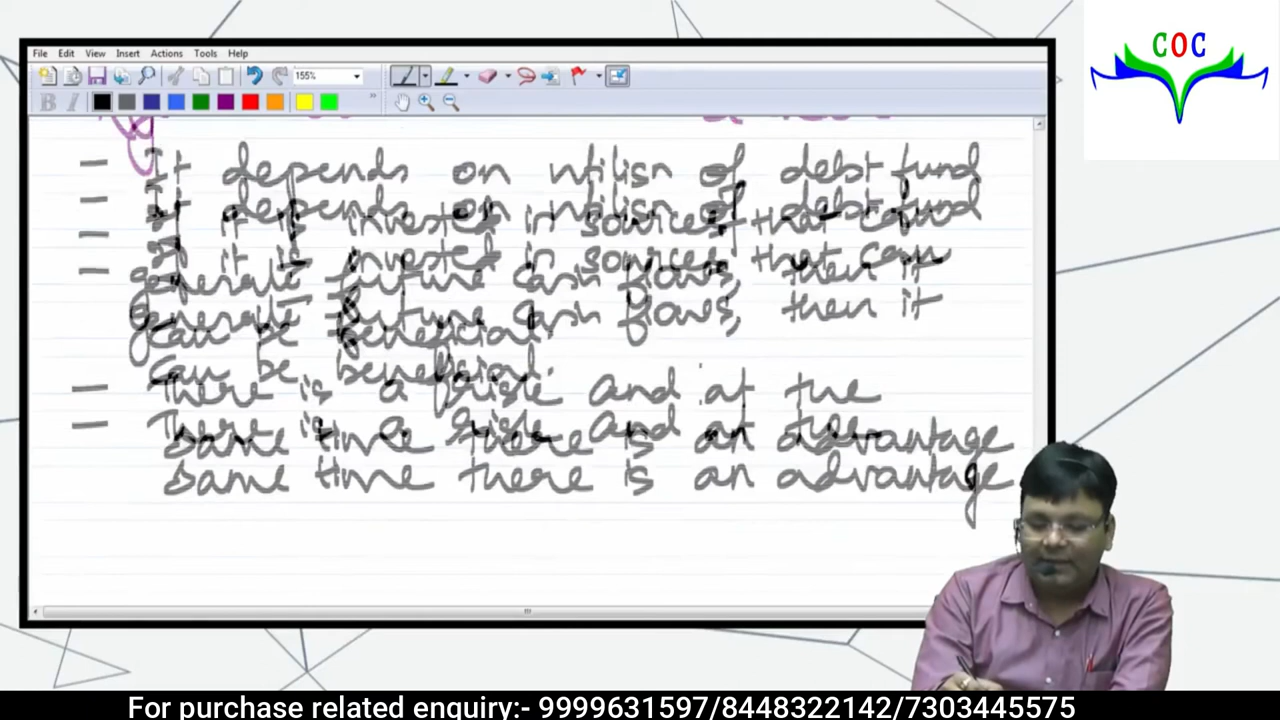 COC
File Edit View Insert Actions Tools Help
155%
B I
- It depends on utilisn of debt fund
- If it is invested in sources that can
generate future cash flows, then it
can be beneficial.
- There is a risk and at the
same time there is an advantage
For purchase related enquiry:- 9999631597/8448322142/7303445575